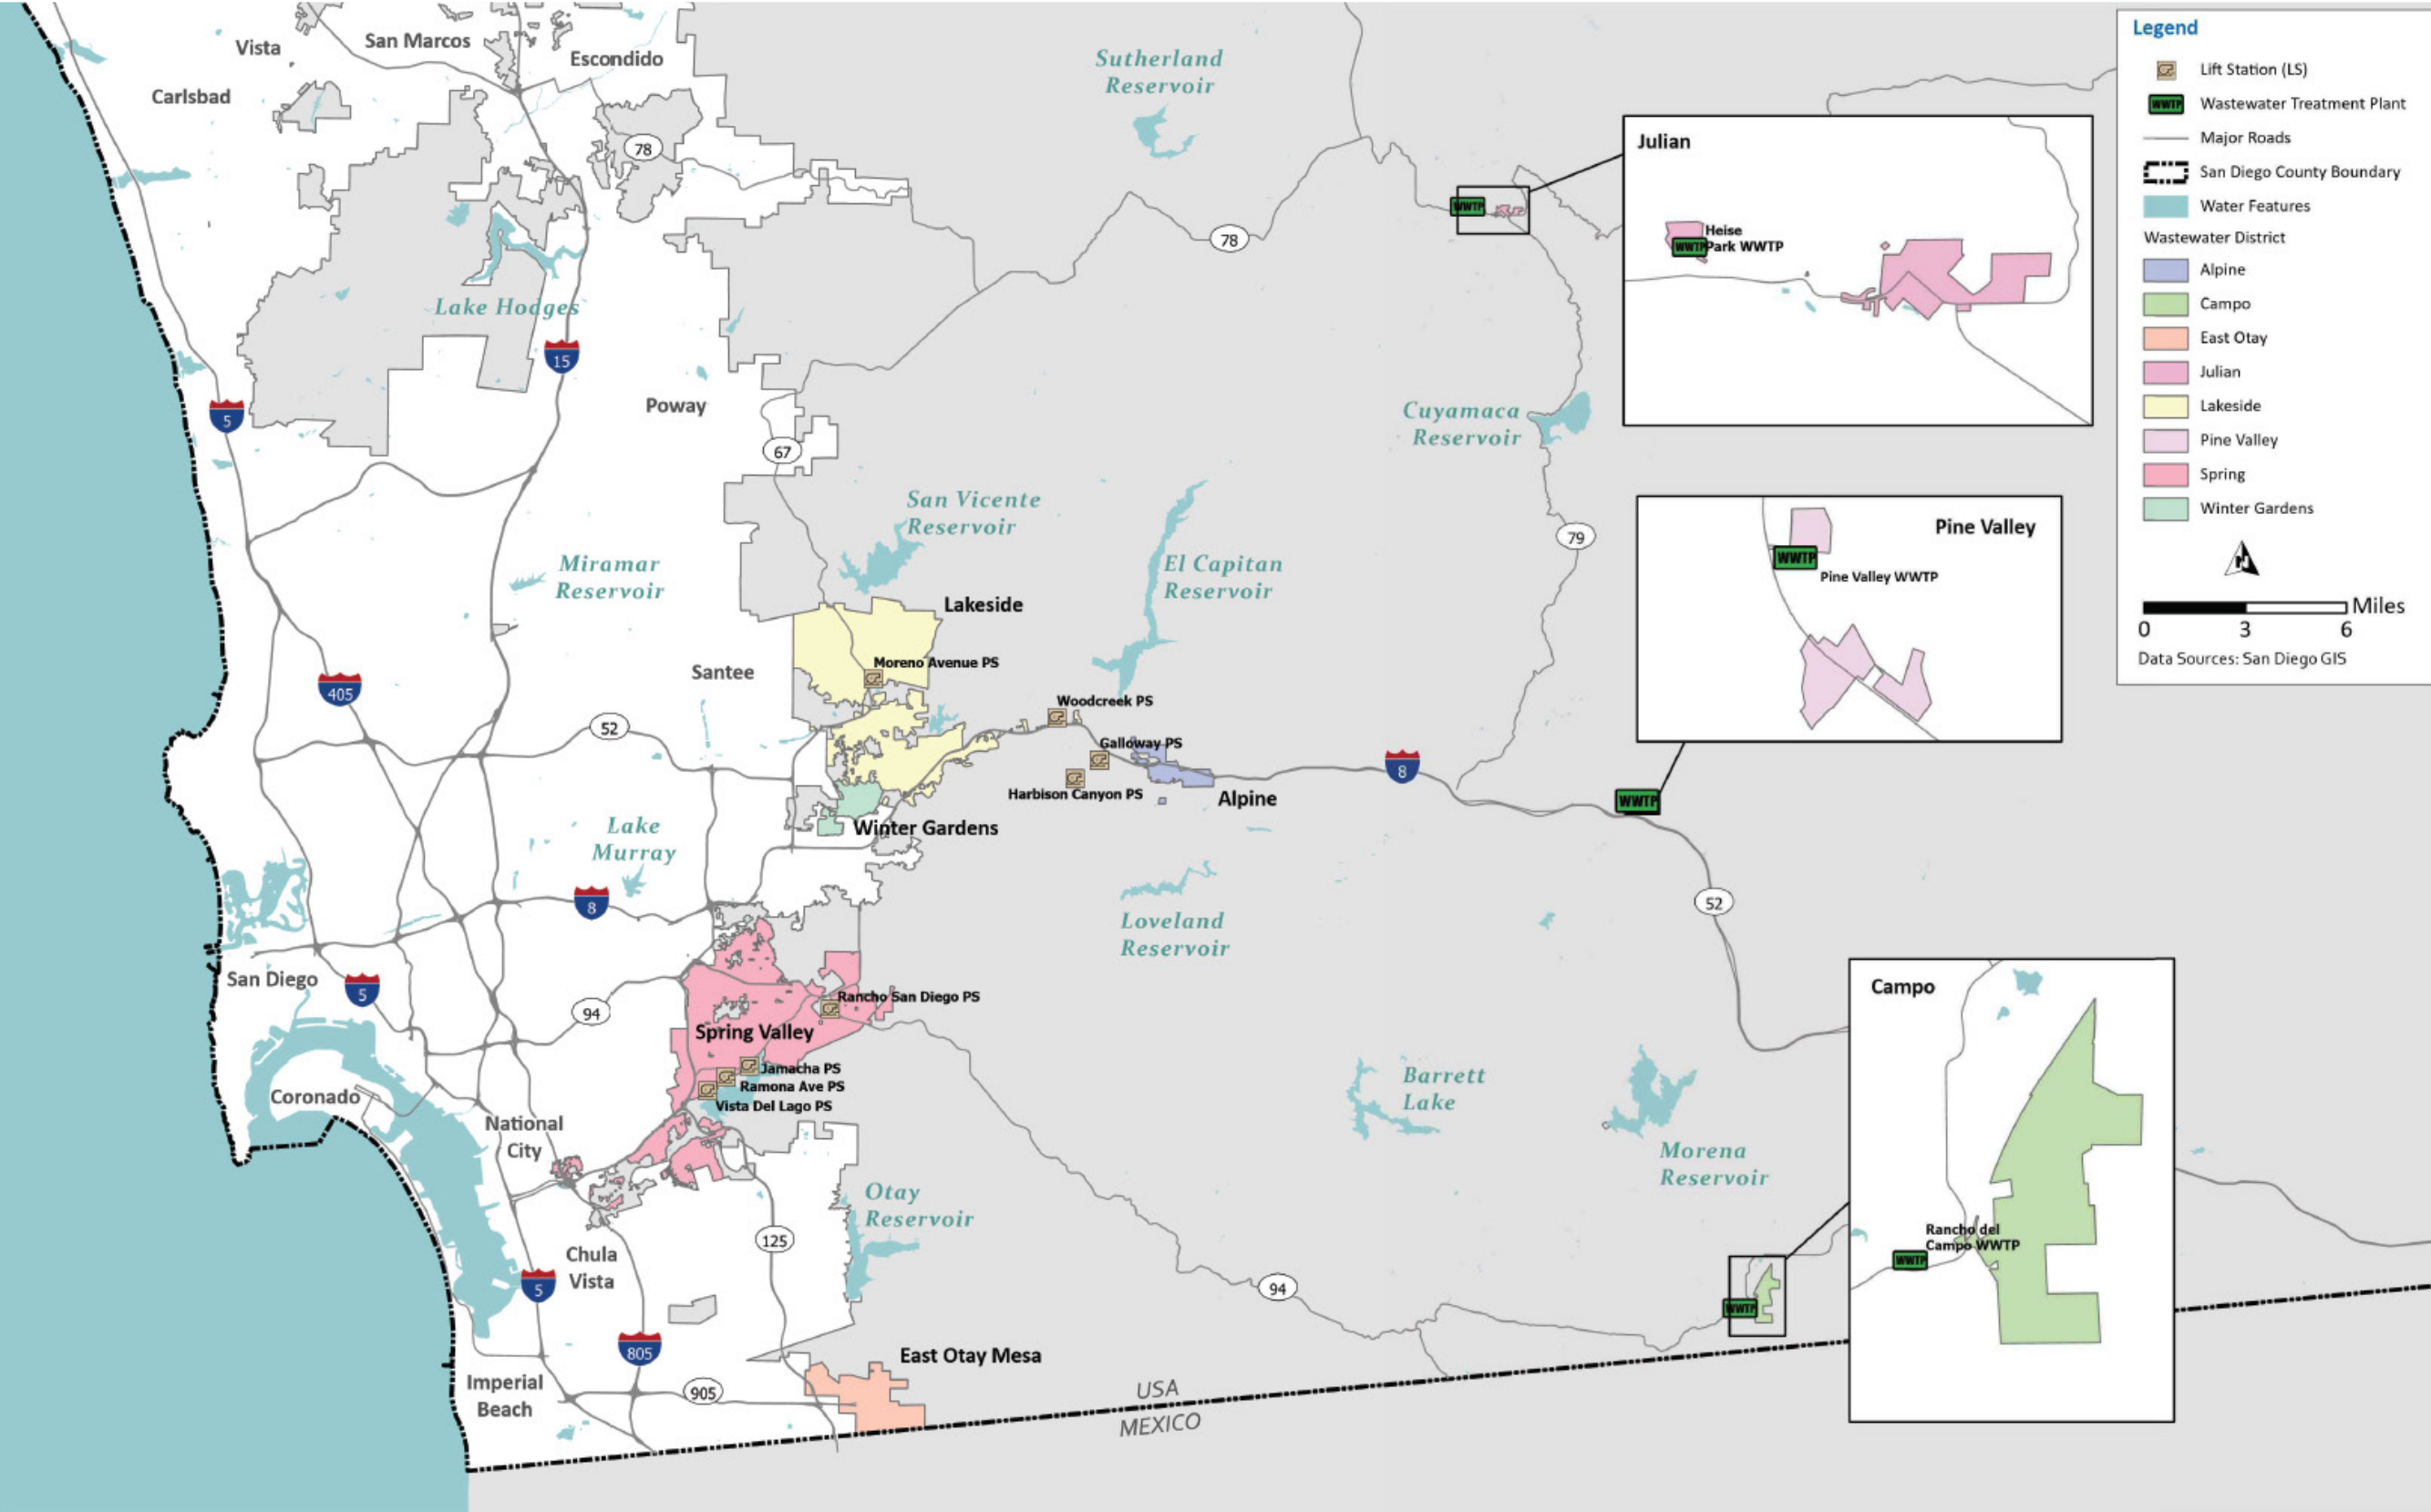 Vista
San Marcos
Escondido
Carlsbad
78
Sutherland
Reservoir
78
Lake Hodges
15
5
Poway
67
Cuyamaca
Reservoir
San Vicente
Reservoir
79
Miramar
Reservoir
El Capitan
Reservoir
Lakeside
Moreno Avenue PS
Santee
405
52
Woodcreek PS
Galloway PS
Harbison Canyon PS
Alpine
8
WWTP
WWTP
Winter Gardens
Lake
Murray
8
52
Loveland
Reservoir
San Diego
5
94
Rancho San Diego PS
Spring Valley
Jamacha PS
Ramona Ave PS
Vista Del Lago PS
Coronado
National
City
Barrett
Lake
Morena
Reservoir
Otay
Reservoir
125
Chula
Vista
5
94
WWTP
805
East Otay Mesa
Imperial
Beach
905
USA
MEXICO
Julian
Heise
Park WWTP
WWTP
Pine Valley
WWTP
Pine Valley WWTP
Campo
Rancho del
Campo WWTP
WWTP
Legend
Lift Station (LS)
WWTP Wastewater Treatment Plant
Major Roads
San Diego County Boundary
Water Features
Wastewater District
Alpine
Campo
East Otay
Julian
Lakeside
Pine Valley
Spring
Winter Gardens
N
Miles
0 3 6
Data Sources: San Diego GIS